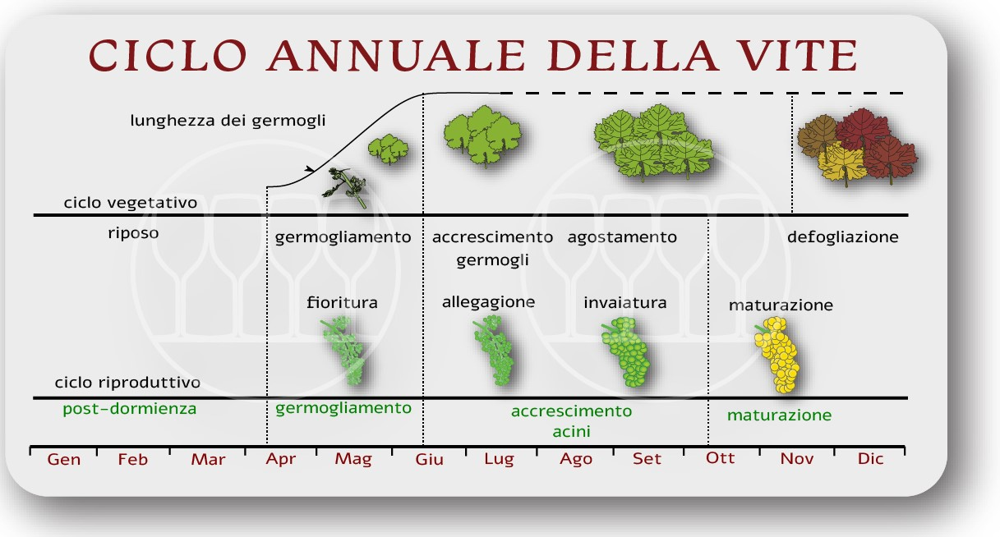 CICLO ANNUALE DELLA VITE
lunghezza dei germogli
ciclo vegetativo
riposo
germogliamento
accrescimento
germogli
agostamento
defogliazione
fioritura
allegagione
invaiatura
maturazione
ciclo riproduttivo
post-dormienza
germogliamento
accrescimento
acini
maturazione
Gen Feb Mar Apr Mag Giu Lug Ago Set Ott Nov Dic